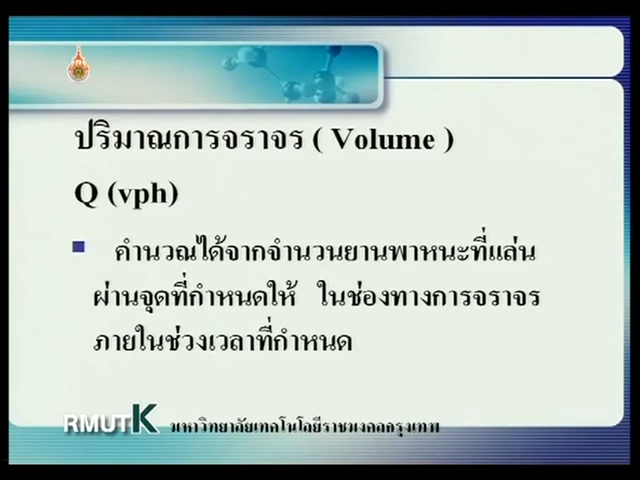 ปริมาณการจราจร ( Volume )
Q (vph)
คำนวณได้จากจำนวนยานพาหนะที่แล่น
ผ่านจุดที่กำหนดให้ ในช่องทางการจราจร
ภายในช่วงเวลาที่กำหนด
RMUTK มหาวิทยาลัยเทคโนโลยีราชมงคลกรุงเทพ